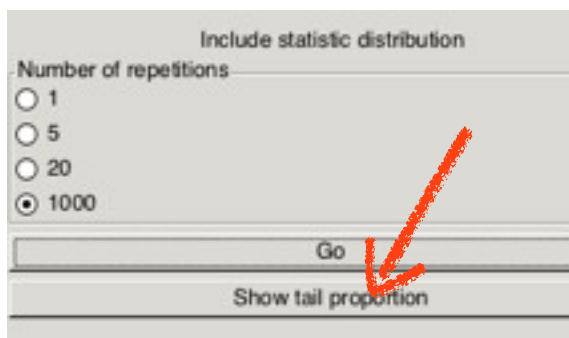 Include statistic distribution
Number of repetitions
1
5
20
1000
Go
Show tail proportion